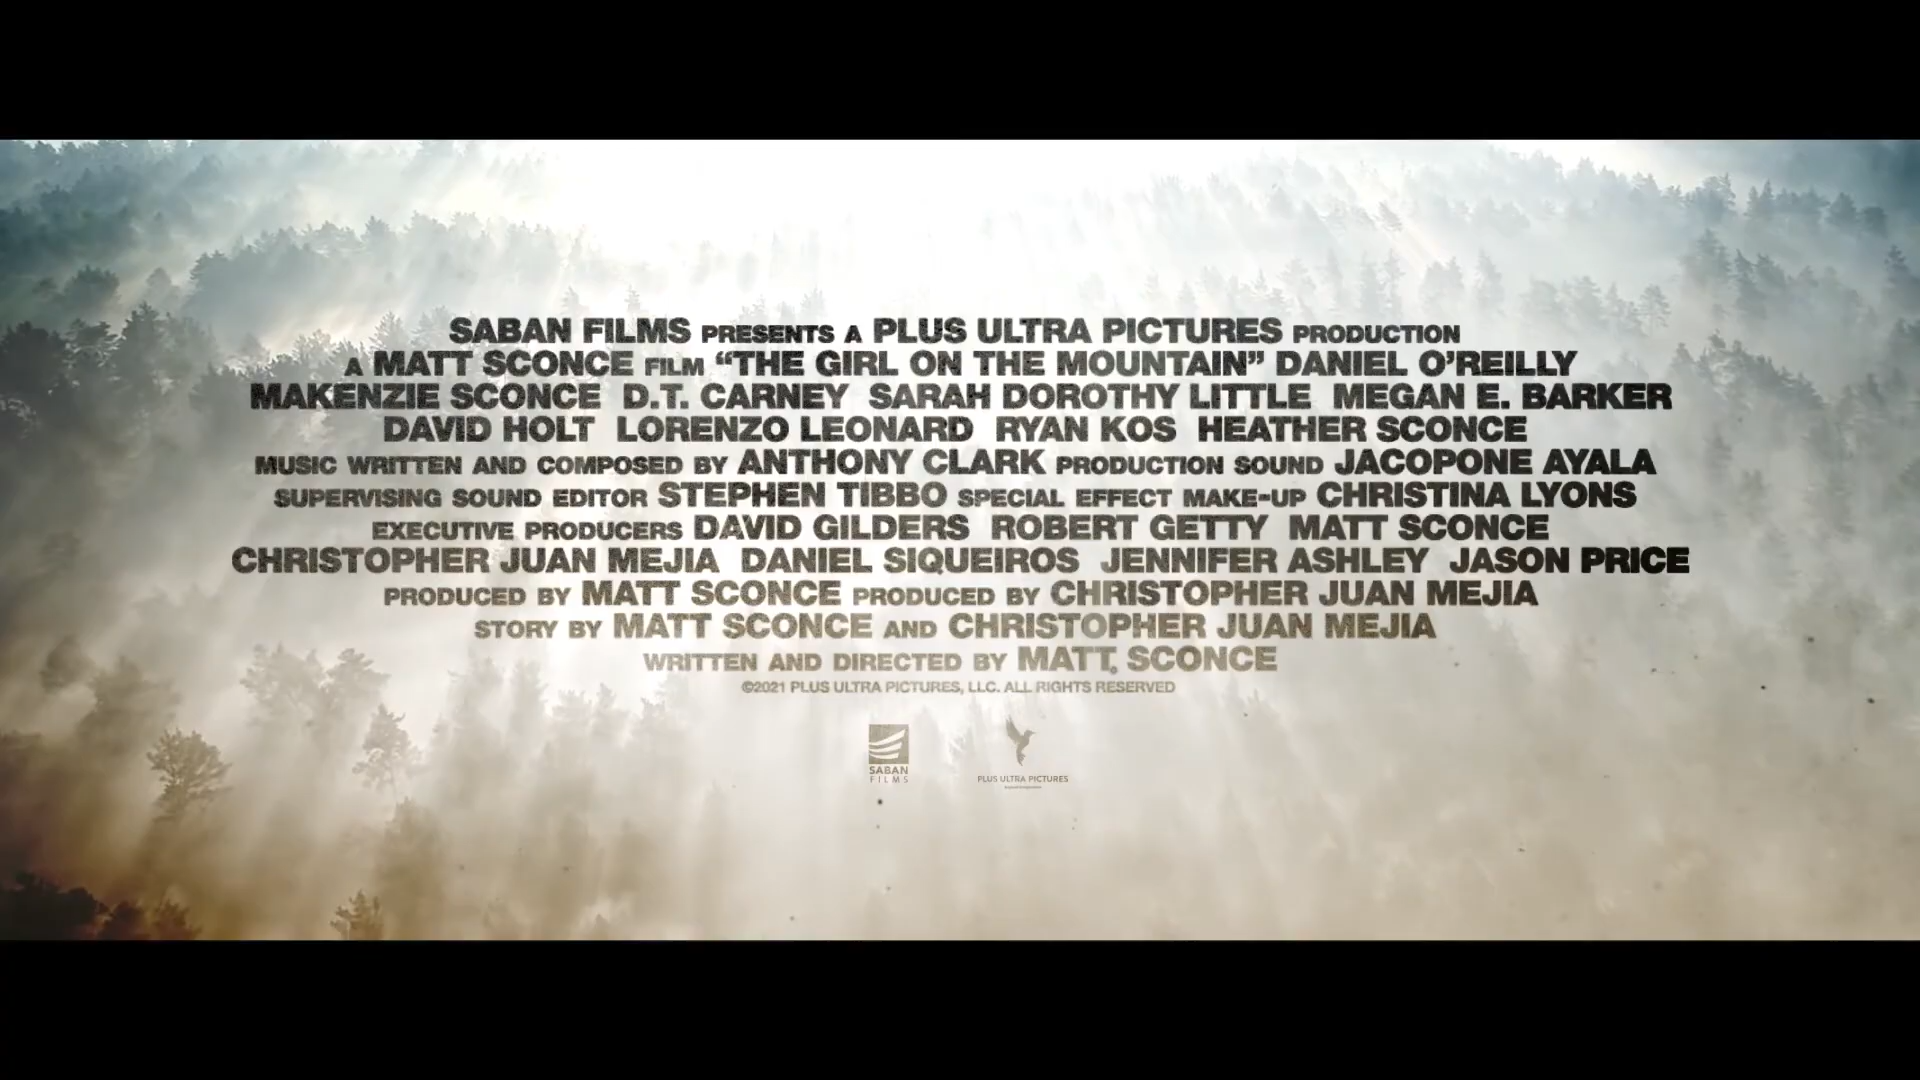 SABAN FILMS PRESENTS A PLUS ULTRA PICTURES PRODUCTION
A MATT SCONCE FILM “THE GIRL ON THE MOUNTAIN” DANIEL O’REILLY
MAKENZIE SCONCE D.T. CARNEY SARAH DOROTHY LITTLE MEGAN E. BARKER
DAVID HOLT LORENZO LEONARD RYAN KOS HEATHER SCONCE
MUSIC WRITTEN AND COMPOSED BY ANTHONY CLARK PRODUCTION SOUND JACOPONE AYALA
SUPERVISING SOUND EDITOR STEPHEN TIBBO SPECIAL EFFECT MAKE-UP CHRISTINA LYONS
EXECUTIVE PRODUCERS DAVID GILDERS ROBERT GETTY MATT SCONCE
CHRISTOPHER JUAN MEJIA DANIEL SIQUEIROS JENNIFER ASHLEY JASON PRICE
PRODUCED BY MATT SCONCE PRODUCED BY CHRISTOPHER JUAN MEJIA
STORY BY MATT SCONCE AND CHRISTOPHER JUAN MEJIA
WRITTEN AND DIRECTED BY MATT SCONCE
©2021 PLUS ULTRA PICTURES, LLC. ALL RIGHTS RESERVED
SABAN
FILMS
PLUS ULTRA PICTURES